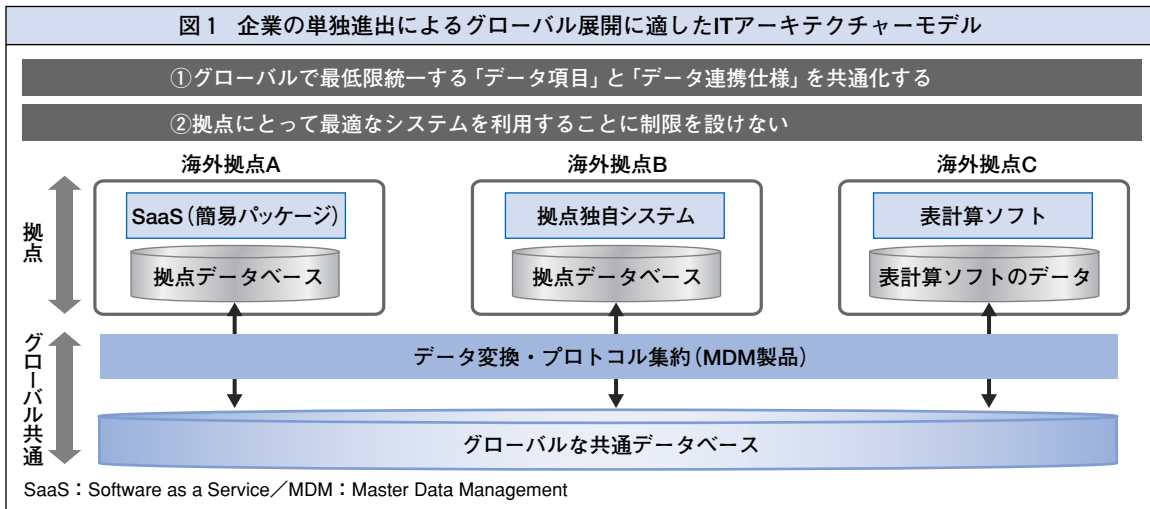 図1 企業の単独進出によるグローバル展開に適したITアーキテクチャーモデル
①グローバルで最低限統一する「データ項目」と「データ連携仕様」を共通化する
②拠点にとって最適なシステムを利用することに制限を設けない
海外拠点A
海外拠点B
海外拠点C
拠点
SaaS(簡易パッケージ)
拠点独自システム
表計算ソフト
拠点データベース
拠点データベース
表計算ソフトのデータ
グローバル共通
データ変換・プロトコル集約(MDM製品)
グローバルな共通データベース
SaaS:Software as a Service/MDM:Master Data Management